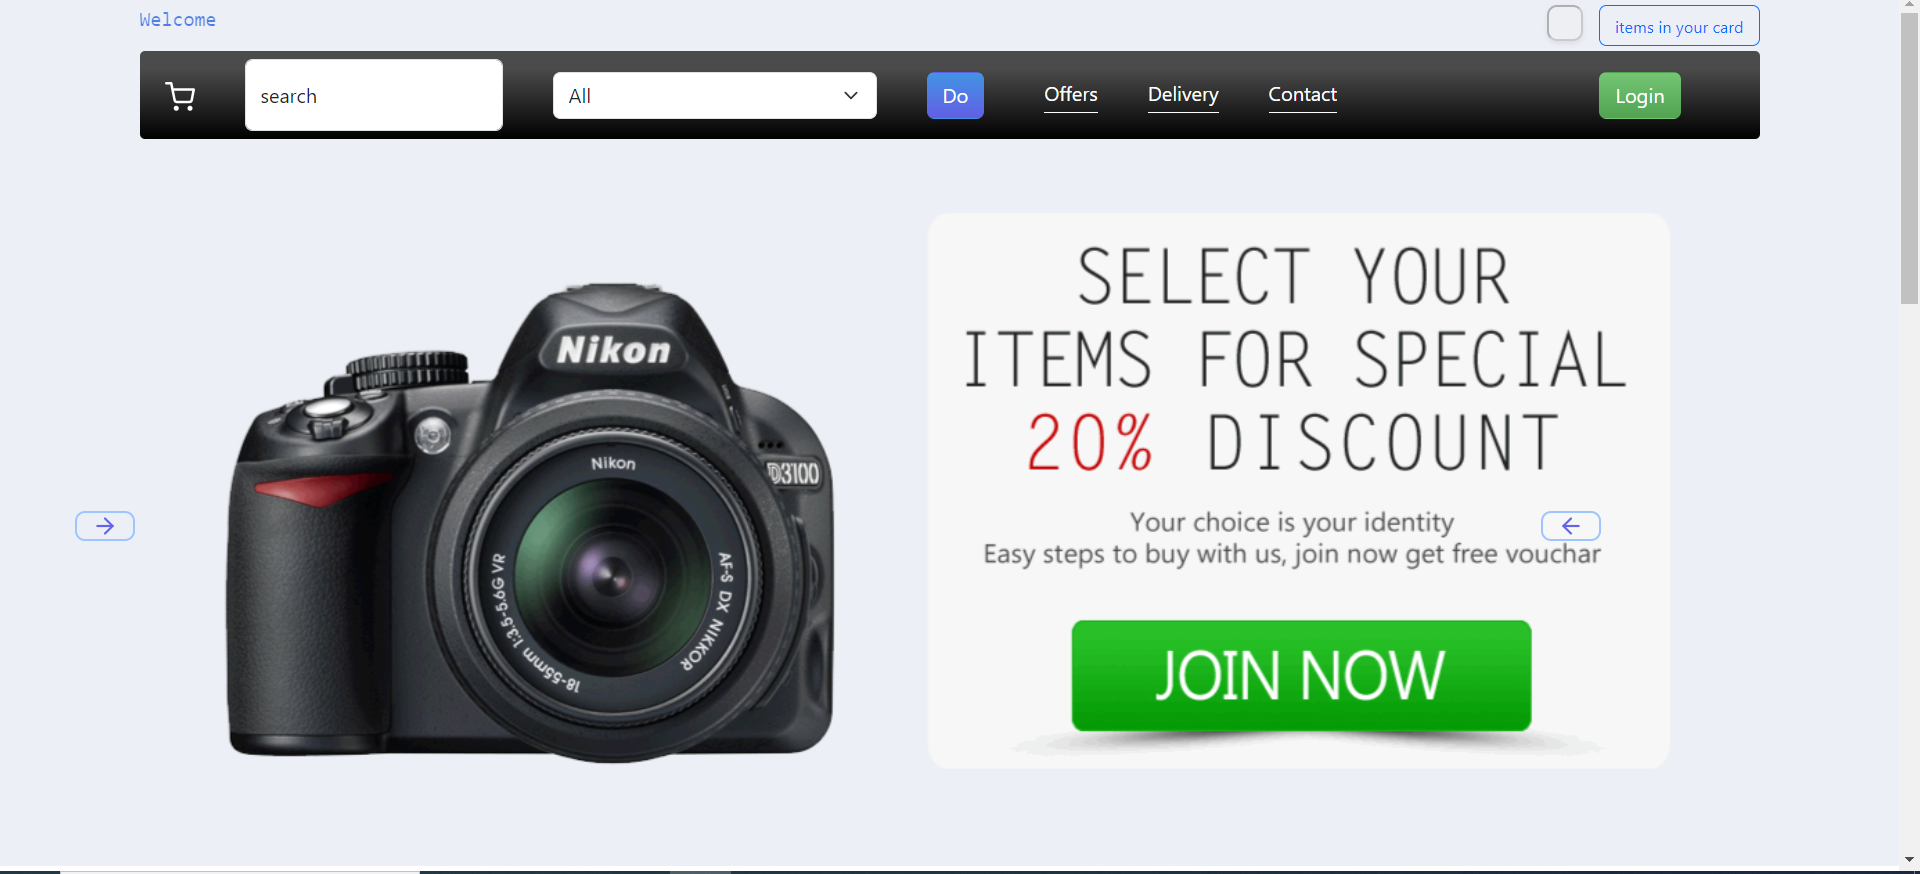 Welcome
items in your card
search
All
Do
Offers
Delivery
Contact
Login
Nikon
D3100
Nikon
AF-S DX NIKKOR
18-55mm 1:3.5-5.6G VR
SELECT YOUR
ITEMS FOR SPECIAL
20% DISCOUNT
Your choice is your identity
Easy steps to buy with us, join now get free vouchar
JOIN NOW